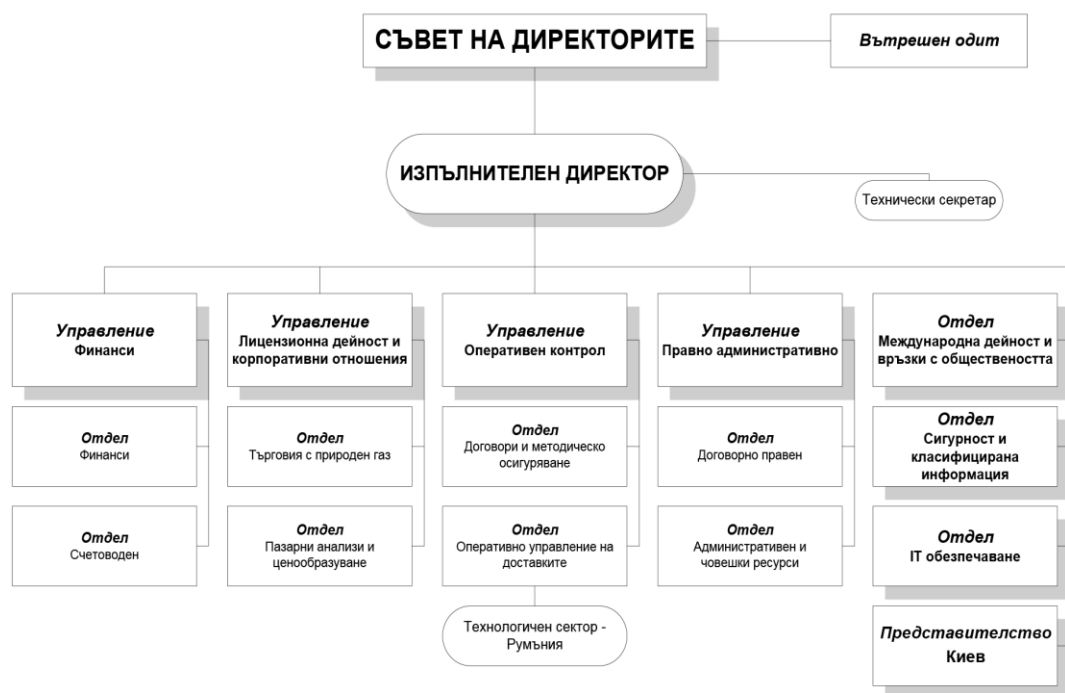 СЪВЕТ НА ДИРЕКТОРИТЕ
Вътрешен одит
ИЗПЪЛНИТЕЛЕН ДИРЕКТОР
Технически секретар
Управление
Финанси
Управление
Лицензионна дейност и
корпоративни отношения
Управление
Оперативен контрол
Управление
Правно административно
Отдел
Международна дейност и
връзки с обществеността
Отдел
Финанси
Отдел
Търговия с природен газ
Отдел
Договори и методическо
осигуряване
Отдел
Договорно правен
Отдел
Сигурност и
класифицирана
информация
Отдел
Счетоводен
Отдел
Пазарни анализи и
ценообразуване
Отдел
Оперативно управление на
доставките
Отдел
Административен и
човешки ресурси
Отдел
IT обезпечаване
Технологичен сектор -
Румъния
Представителство
Киев